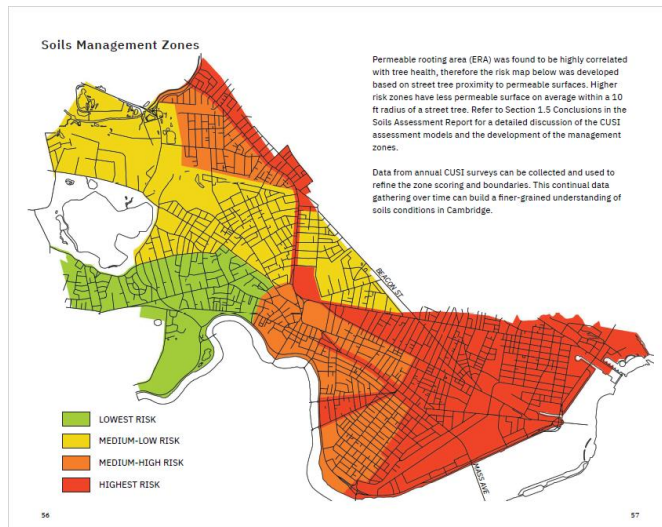 Soils Management Zones
Permeable rooting area (ERA) was found to be highly correlated
with tree health, therefore the risk map below was developed
based on street tree proximity to permeable surfaces. Higher
risk zones have less permeable surface on average within a 10
ft radius of a street tree. Refer to Section 1.5 Conclusions in the
Soils Assessment Report for a detailed discussion of the CUSI
assessment models and the development of the management
zones.
Data from annual CUSI surveys can be collected and used to
refine the zone scoring and boundaries. This continual data
gathering over time can build a finer-grained understanding of
soils conditions in Cambridge.
BEACON ST
LOWEST RISK
MEDIUM-LOW RISK
MEDIUM-HIGH RISK
HIGHEST RISK
MASS AVE
56
57